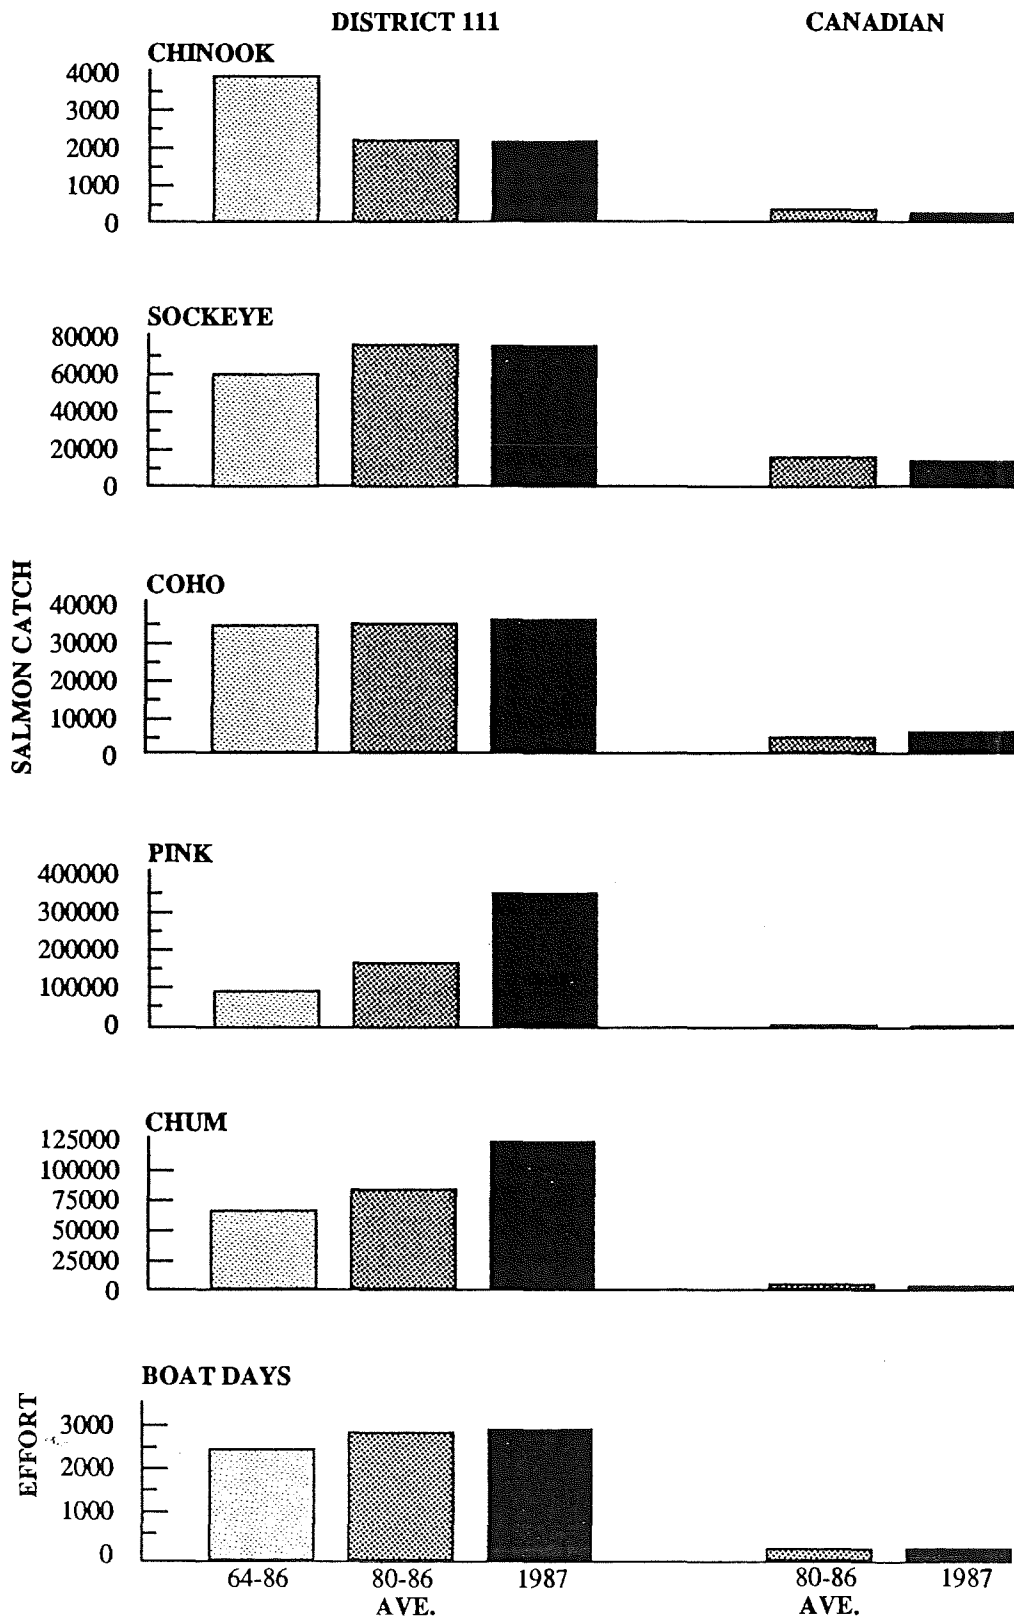 DISTRICT 111 CANADIAN
CHINOOK
4000
3000
2000
1000
0
SOCKEYE
80000
60000
40000
20000
0
SALMON CATCH
COHO
40000
30000
20000
10000
0
PINK
400000
300000
200000
100000
0
CHUM
125000
100000
75000
50000
25000
0
BOAT DAYS
EFFORT
3000
2000
1000
0
64-86 80-86 1987 80-86 1987
AVE. AVE.